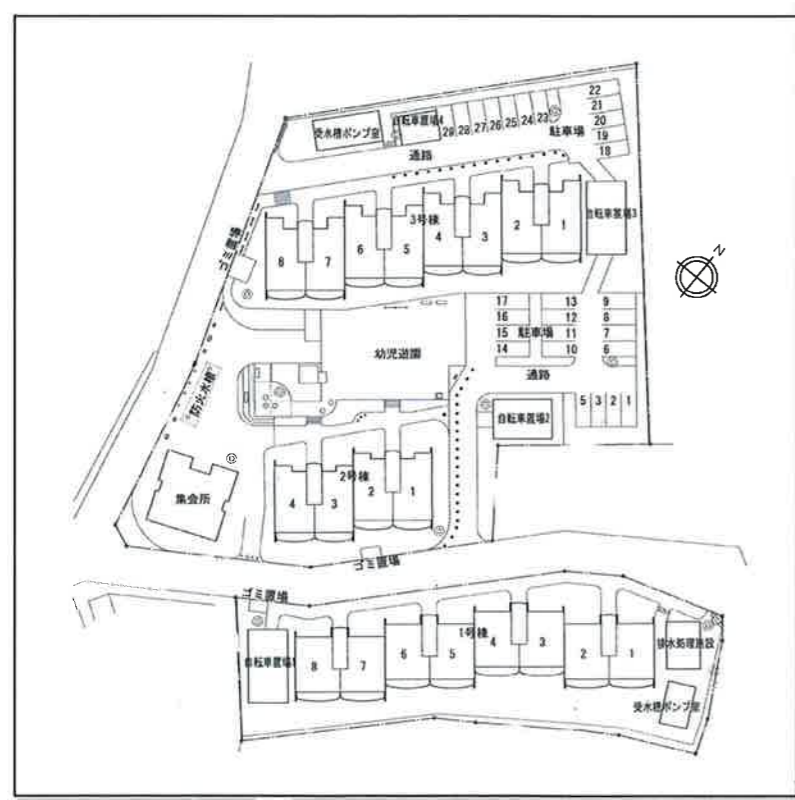 22
21
20
19
18
受水槽ポンプ室
自転車置場4
29 28 27 26 25 24 23
駐車場
通路
3号棟
8 7 6 5 4 3 2 1
自転車置場3
ゴミ置場
N
17 13 9
16 12 8
15 駐車場 11 7
14 10 6
幼児遊園
通路
5 3 2 1
防火水槽
自転車置場2
2号棟
4 3 2 1
集会所
ゴミ置場
ゴミ置場
1号棟
自転車置場1
8 7 6 5 4 3 2 1
排水処理施設
受水槽ポンプ室